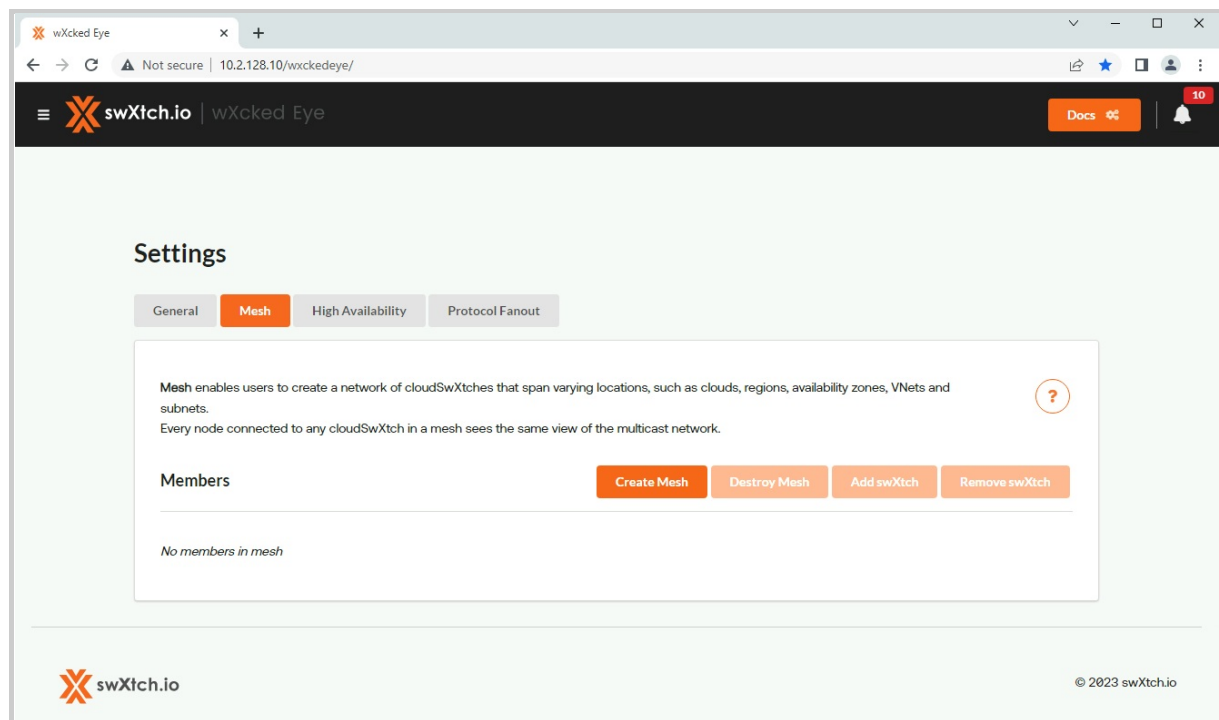 wXcked Eye
Not secure | 10.2.128.10/wxckedeye/
swXtch.io | wXcked Eye
Docs
10
Settings
General
Mesh
High Availability
Protocol Fanout
Mesh enables users to create a network of cloudSwXtches that span varying locations, such as clouds, regions, availability zones, VNets and
subnets.
?
Every node connected to any cloudSwXtch in a mesh sees the same view of the multicast network.
Members
Create Mesh
Destroy Mesh
Add swXtch
Remove swXtch
No members in mesh
swXtch.io
© 2023 swXtch.io